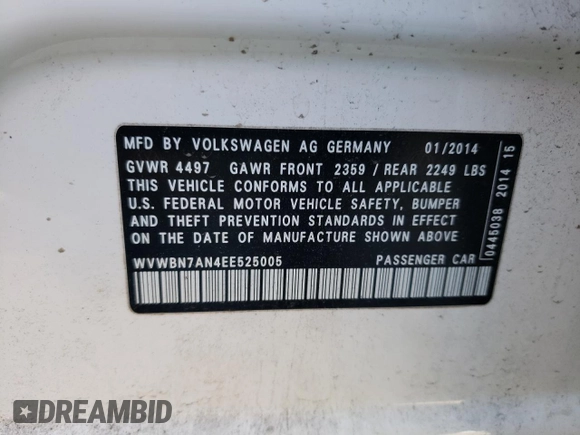 MFD BY VOLKSWAGEN AG GERMANY 01/2014
GVWR 4497 GAWR FRONT 2359 / REAR 2249 LBS
THIS VEHICLE CONFORMS TO ALL APPLICABLE
U.S. FEDERAL MOTOR VEHICLE SAFETY, BUMPER
AND THEFT PREVENTION STANDARDS IN EFFECT
ON THE DATE OF MANUFACTURE SHOWN ABOVE
WVWBN7AN4EE525005 PASSENGER CAR
0445038 2014 15
DREAMBID